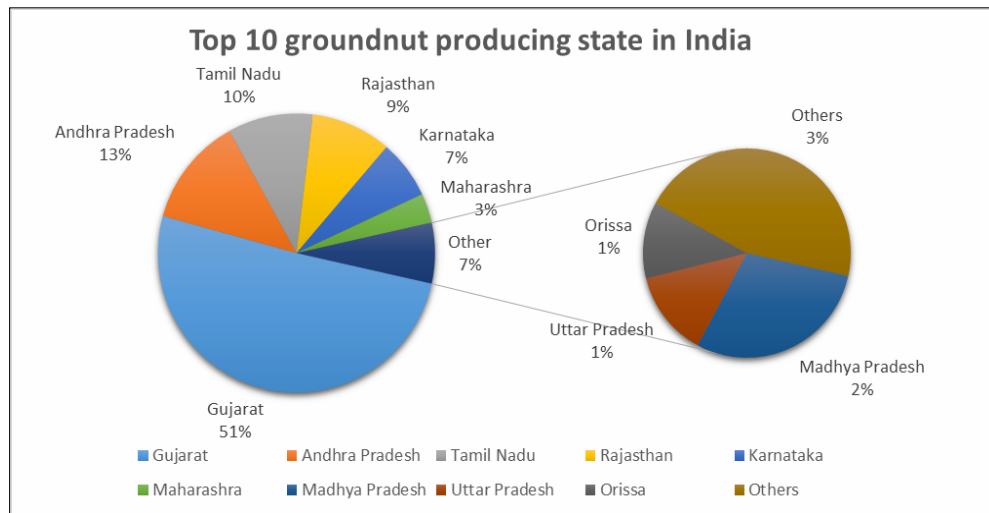 Top 10 groundnut producing state in India
Tamil Nadu
10%
Rajasthan
9%
Andhra Pradesh
13%
Karnataka
7%
Maharashra
3%
Other
7%
Gujarat
51%
Others
3%
Orissa
1%
Uttar Pradesh
1%
Madhya Pradesh
2%
Gujarat
Andhra Pradesh
Tamil Nadu
Rajasthan
Karnataka
Maharashra
Madhya Pradesh
Uttar Pradesh
Orissa
Others